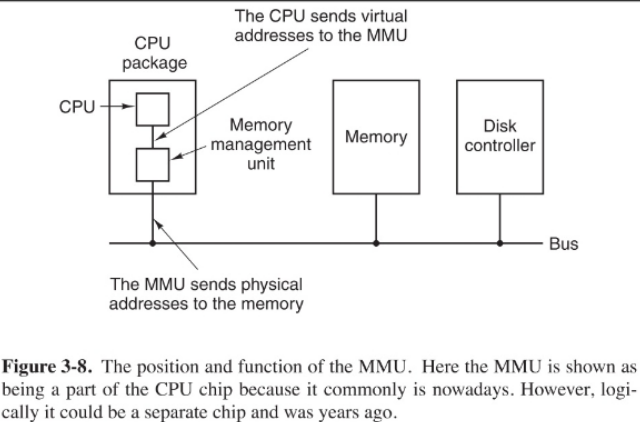 The CPU sends virtual
addresses to the MMU
CPU
package
CPU
Memory
management
unit
Memory
Disk
controller
Bus
The MMU sends physical
addresses to the memory
Figure 3-8. The position and function of the MMU. Here the MMU is shown as
being a part of the CPU chip because it commonly is nowadays. However, logi-
cally it could be a separate chip and was years ago.